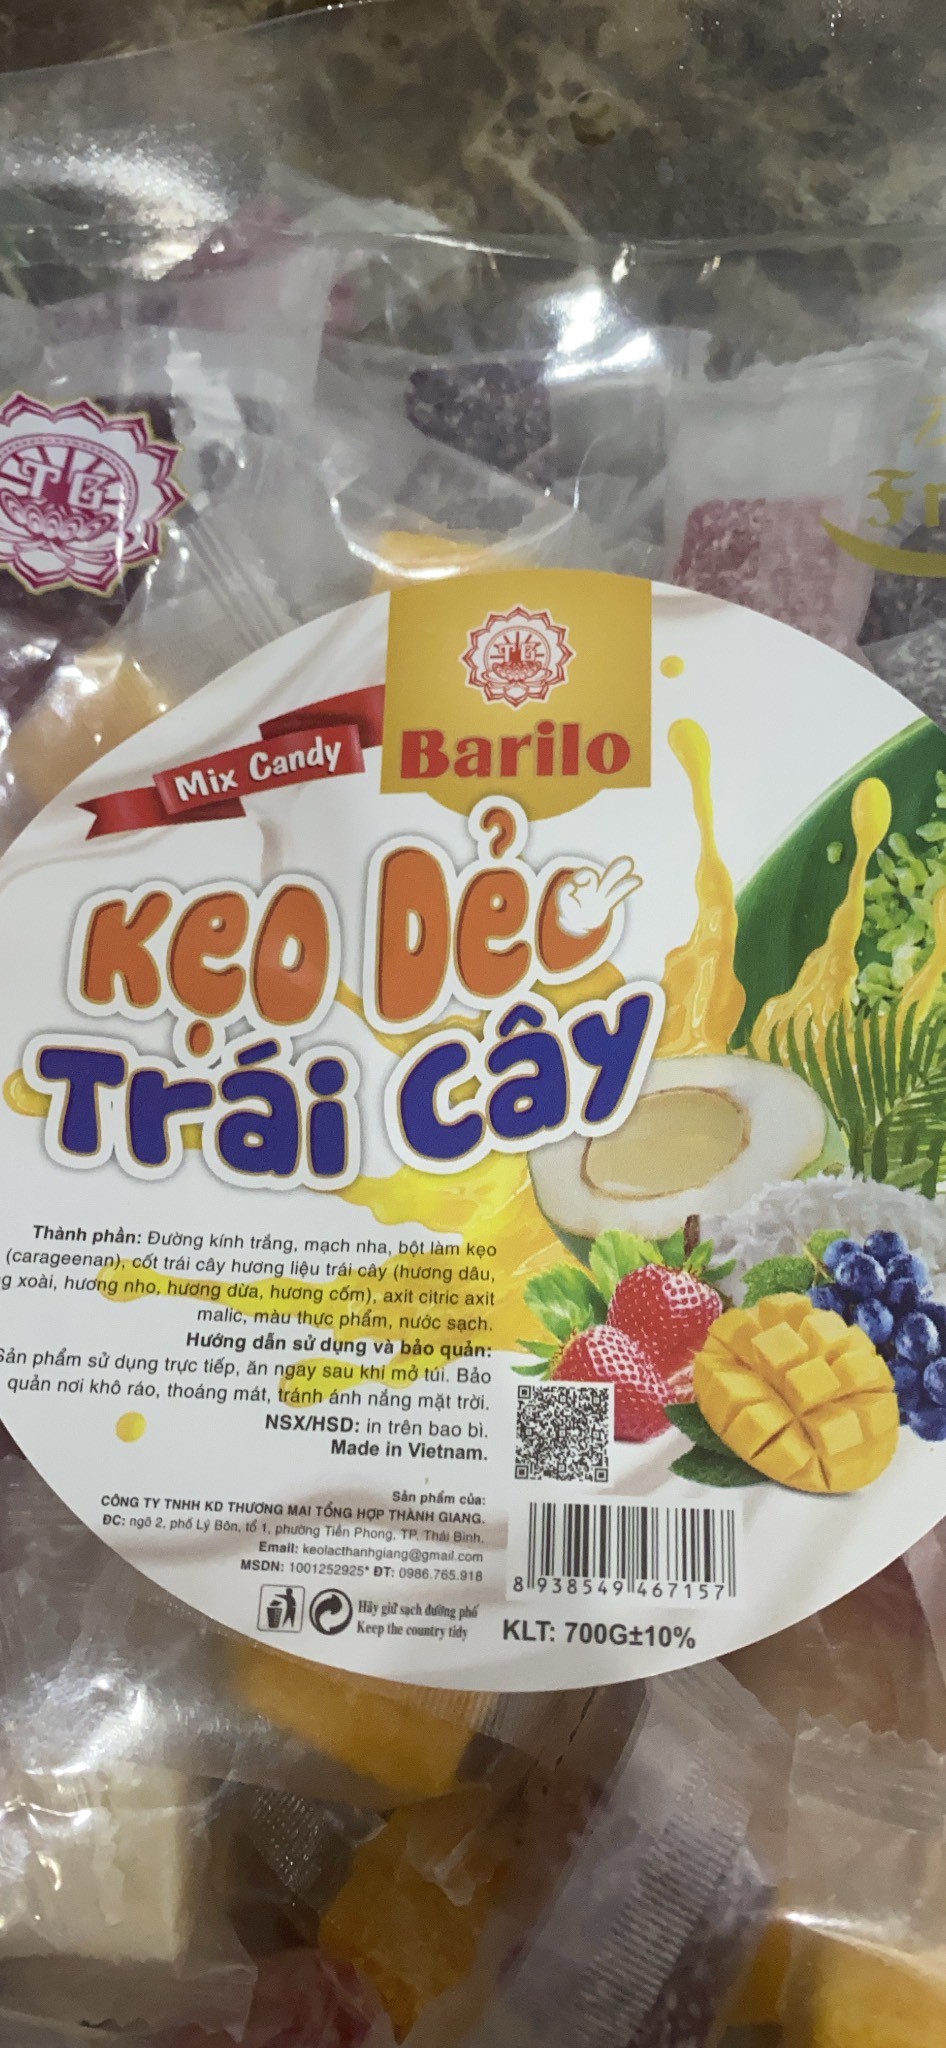 TG
Fr
TG
Barilo
Mix Candy
Kẹo Dẻo
Trái Cây
Thành phần: Đường kính trắng, mạch nha, bột làm kẹo
(carageenan), cốt trái cây hương liệu trái cây (hương dâu,
g xoài, hương nho, hương dừa, hương cốm), axit citric axit
malic, màu thực phẩm, nước sạch.
Hướng dẫn sử dụng và bảo quản:
Sản phẩm sử dụng trực tiếp, ăn ngay sau khi mở túi. Bảo
quản nơi khô ráo, thoáng mát, tránh ánh nắng mặt trời.
NSX/HSD: in trên bao bì.
Made in Vietnam.
Sản phẩm của:
CÔNG TY TNHH KD THƯƠNG MẠI TỔNG HỢP THÀNH GIANG.
ĐC: ngõ 2, phố Lý Bôn, tổ 1, phường Tiền Phong, TP. Thái Bình.
Email: keolacthanhgiang@gmail.com
MSDN: 1001252925* ĐT: 0986.765.918
Hãy giữ sạch đường phố
Keep the country tidy
8 938549 467157
KLT: 700G±10%